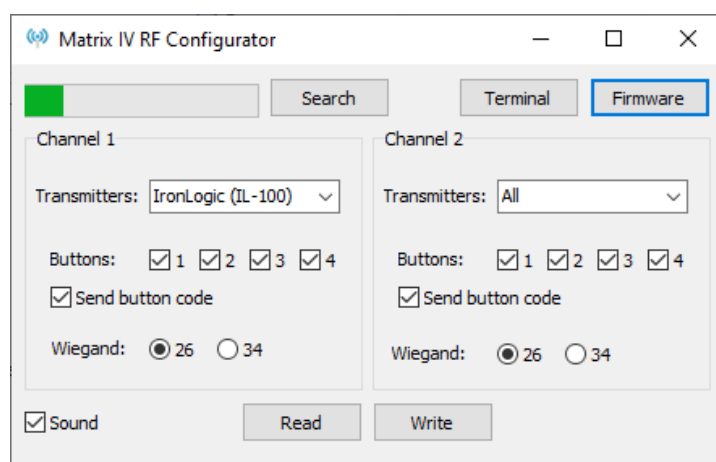 Matrix IV RF Configurator
Search Terminal Firmware
Channel 1 Channel 2
Transmitters: IronLogic (IL-100) Transmitters: All
Buttons: 1 2 3 4 Buttons: 1 2 3 4
Send button code Send button code
Wiegand: 26 34 Wiegand: 26 34
Sound Read Write